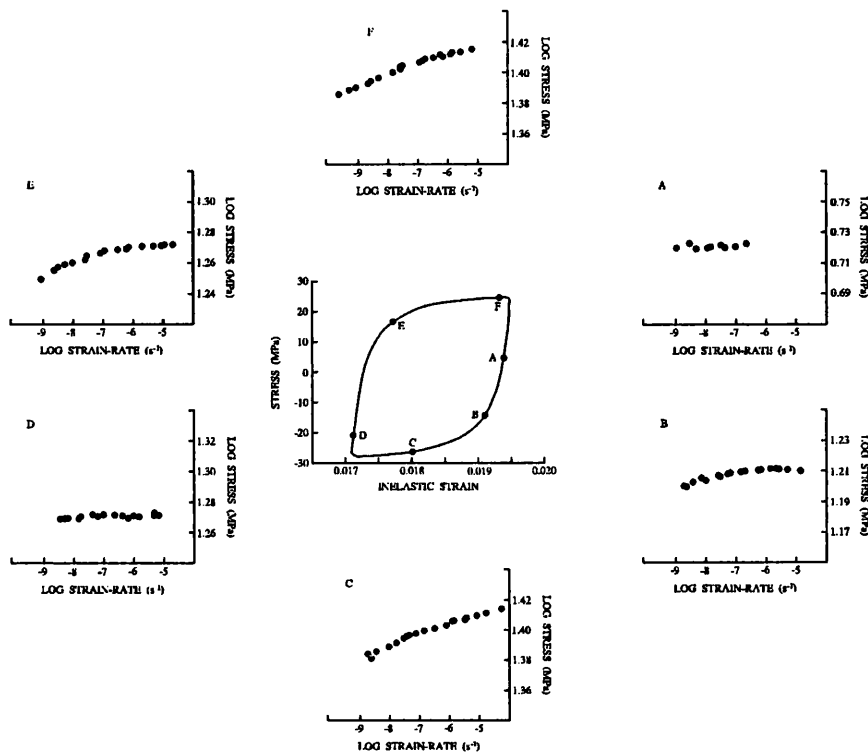 F
1.42
1.40
1.38
1.36
LOG STRESS (MPa)
-9 -8 -7 -6 -5
LOG STRAIN-RATE (s⁻¹)
E
1.30
1.28
1.26
1.24
LOG STRESS (MPa)
-9 -8 -7 -6 -5
LOG STRAIN-RATE (s⁻¹)
A
0.75
0.73
0.71
0.69
LOG STRESS (MPa)
-9 -8 -7 -6 -5
LOG STRAIN-RATE (s⁻¹)
30
20
10
0
-10
-20
-30
STRESS (MPa)
F
E
A
B
D
C
0.017 0.018 0.019 0.020
INELASTIC STRAIN
D
1.32
1.30
1.28
1.26
LOG STRESS (MPa)
-9 -8 -7 -6 -5
LOG STRAIN-RATE (s⁻¹)
B
1.23
1.21
1.19
1.17
LOG STRESS (MPa)
-9 -8 -7 -6 -5
LOG STRAIN-RATE (s⁻¹)
C
1.42
1.40
1.38
1.36
LOG STRESS (MPa)
-9 -8 -7 -6 -5
LOG STRAIN-RATE (s⁻¹)